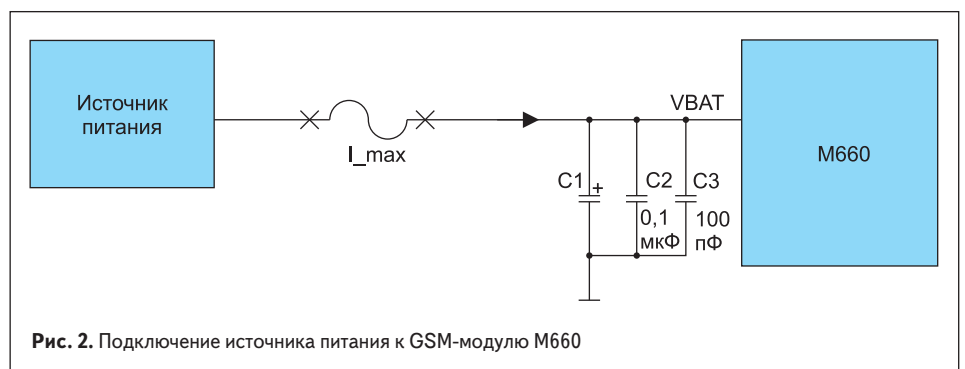 Источник
питания
I_max
VBAT
M660
C1
+
C2
0,1
мкФ
C3
100
пФ
Рис. 2. Подключение источника питания к GSM-модулю M660